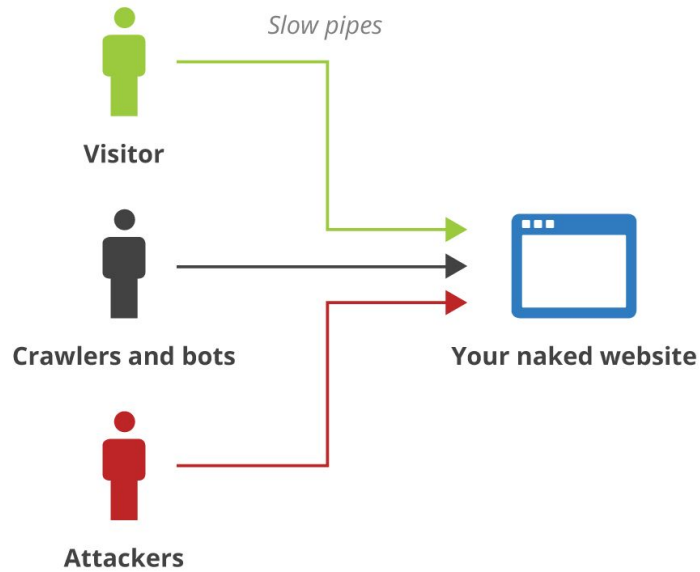 Slow pipes
Visitor
Crawlers and bots
Your naked website
Attackers